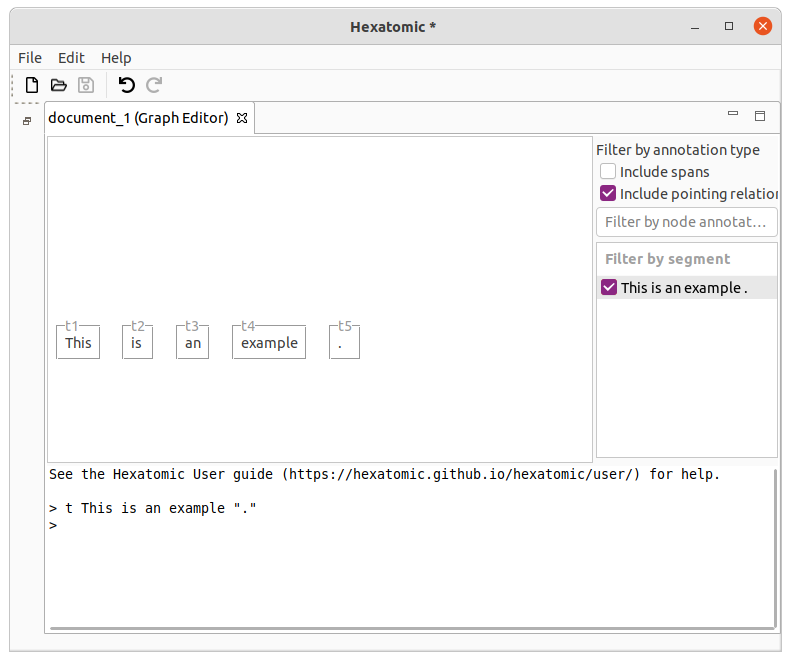 Hexatomic *
File Edit Help
document_1 (Graph Editor)
Filter by annotation type
Include spans
Include pointing relation
Filter by node annotat...
Filter by segment
This is an example .
t1 t2 t3 t4 t5
This is an example .
See the Hexatomic User guide (https://hexatomic.github.io/hexatomic/user/) for help.
> t This is an example "."
>